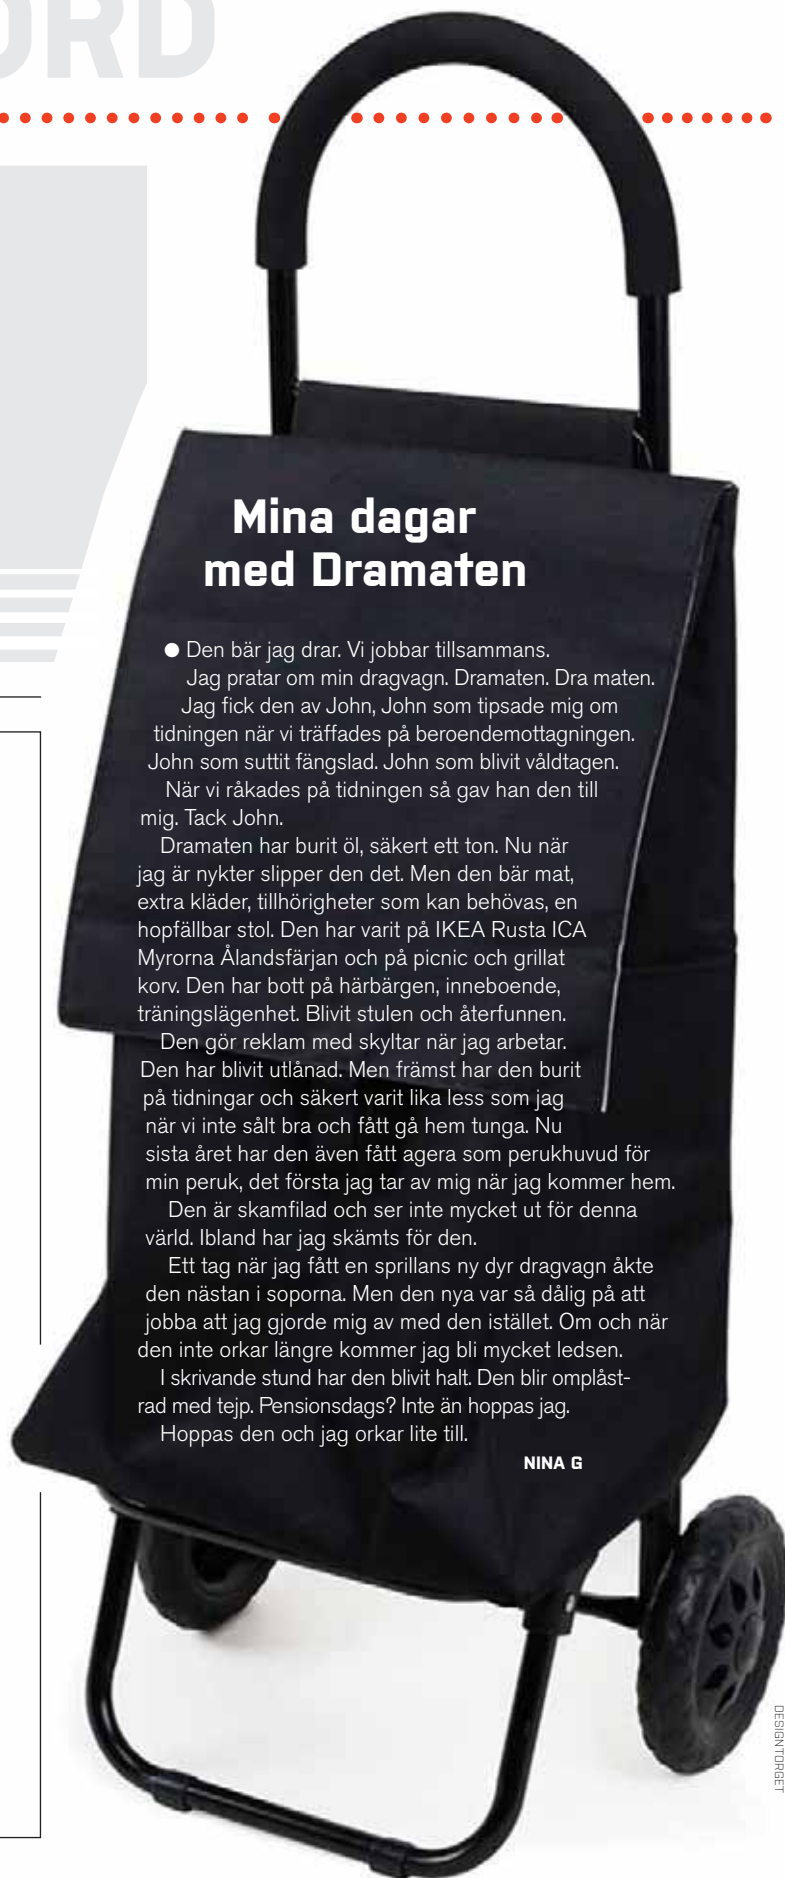 ORD
Mina dagar
med Dramaten
● Den bär jag drar. Vi jobbar tillsammans.
Jag pratar om min dragvagn. Dramaten. Dra maten.
Jag fick den av John, John som tipsade mig om
tidningen när vi träffades på beroendemottagningen.
John som suttit fängslad. John som blivit våldtagen.
När vi råkades på tidningen så gav han den till
mig. Tack John.
Dramaten har burit öl, säkert ett ton. Nu när
jag är nykter slipper den det. Men den bär mat,
extra kläder, tillhörigheter som kan behövas, en
hopfällbar stol. Den har varit på IKEA Rusta ICA
Myrorna Ålandsfärjan och på picnic och grillat
korv. Den har bott på härbärgen, inneboende,
träningslägenhet. Blivit stulen och återfunnen.
Den gör reklam med skyltar när jag arbetar.
Den har blivit utlånad. Men främst har den burit
på tidningar och säkert varit lika less som jag
när vi inte sålt bra och fått gå hem tunga. Nu
sista året har den även fått agera som perukhuvud för
min peruk, det första jag tar av mig när jag kommer hem.
Den är skamfilad och ser inte mycket ut för denna
värld. Ibland har jag skämts för den.
Ett tag när jag fått en sprillans ny dyr dragvagn åkte
den nästan i soporna. Men den nya var så dålig på att
jobba att jag gjorde mig av med den istället. Om och när
den inte orkar längre kommer jag bli mycket ledsen.
I skrivande stund har den blivit halt. Den blir omplåst-
rad med tejp. Pensionsdags? Inte än hoppas jag.
Hoppas den och jag orkar lite till.
NINA G
DESIGNTORGET